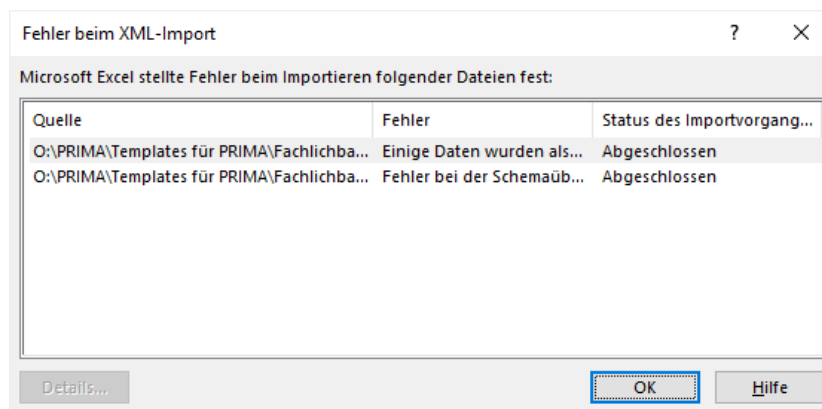 Fehler beim XML-Import ? X
Microsoft Excel stellte Fehler beim Importieren folgender Dateien fest:
Quelle Fehler Status des Importvorgang...
O:\PRIMA\Templates für PRIMA\Fachlichba... Einige Daten wurden als... Abgeschlossen
O:\PRIMA\Templates für PRIMA\Fachlichba... Fehler bei der Schemaüb... Abgeschlossen
Details... OK Hilfe